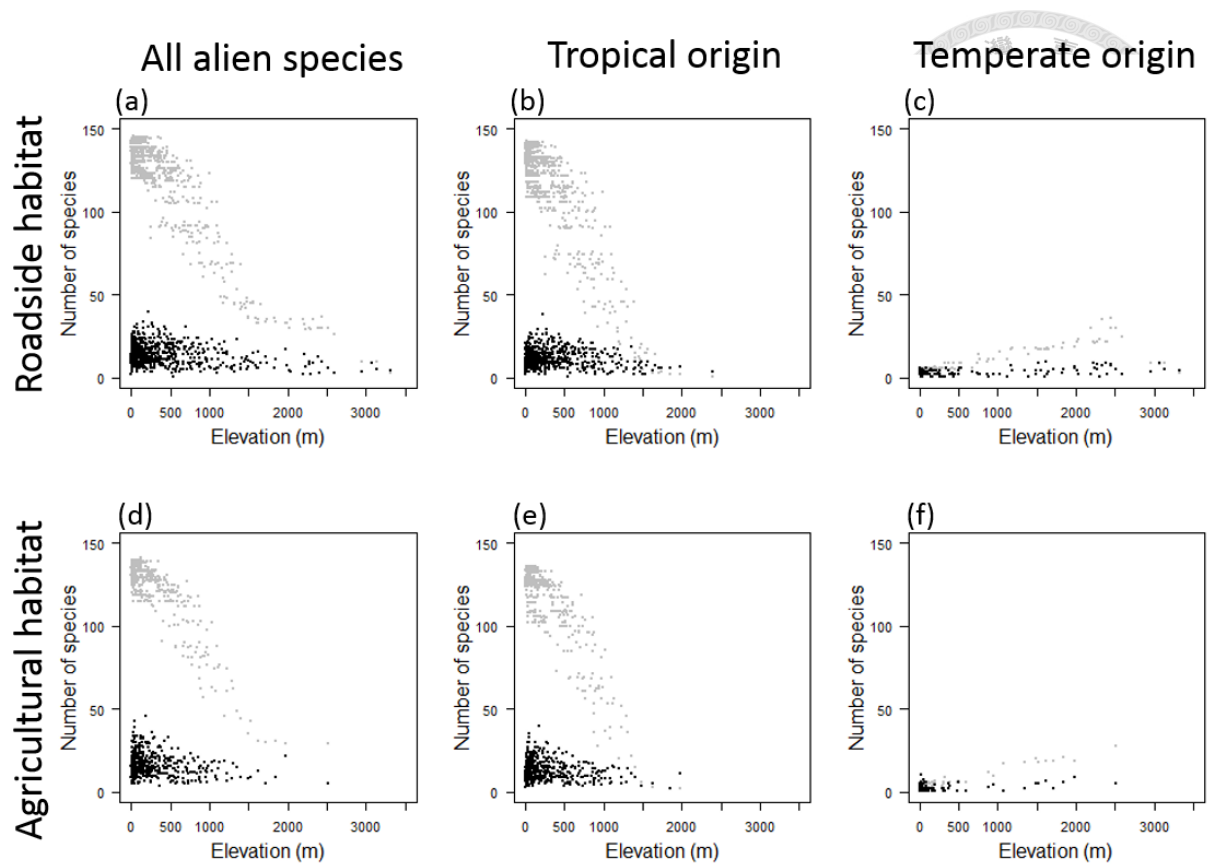 All alien species
Tropical origin
Temperate origin
Roadside habitat
(a)
150
100
50
0
Number of species
0 500 1000 2000 3000
Elevation (m)
(b)
150
100
50
0
Number of species
0 500 1000 2000 3000
Elevation (m)
(c)
150
100
50
0
Number of species
0 500 1000 2000 3000
Elevation (m)
Agricultural habitat
(d)
150
100
50
0
Number of species
0 500 1000 2000 3000
Elevation (m)
(e)
150
100
50
0
Number of species
0 500 1000 2000 3000
Elevation (m)
(f)
150
100
50
0
Number of species
0 500 1000 2000 3000
Elevation (m)